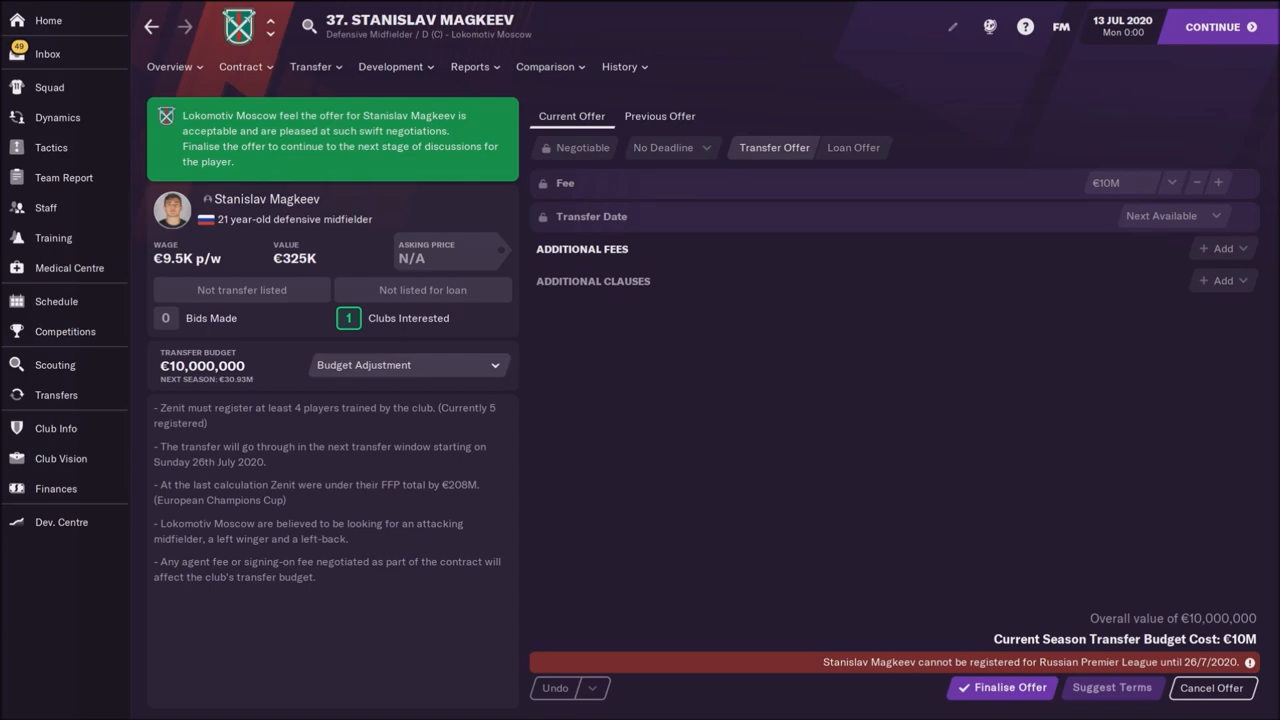 Home
49
Inbox
Squad
Dynamics
Tactics
Team Report
Staff
Training
Medical Centre
Schedule
Competitions
Scouting
Transfers
Club Info
Club Vision
Finances
Dev. Centre
37. STANISLAV MAGKEEV
Defensive Midfielder / D (C) - Lokomotiv Moscow
FM
13 JUL 2020
Mon 0:00
CONTINUE
Overview
Contract
Transfer
Development
Reports
Comparison
History
Lokomotiv Moscow feel the offer for Stanislav Magkeev is
acceptable and are pleased at such swift negotiations.
Finalise the offer to continue to the next stage of discussions for
the player.
Stanislav Magkeev
21 year-old defensive midfielder
WAGE
€9.5K p/w
VALUE
€325K
ASKING PRICE
N/A
Not transfer listed
Not listed for loan
0 Bids Made
1 Clubs Interested
TRANSFER BUDGET
€10,000,000
NEXT SEASON: €30.93M
Budget Adjustment
- Zenit must register at least 4 players trained by the club. (Currently 5
registered)
- The transfer will go through in the next transfer window starting on
Sunday 26th July 2020.
- At the last calculation Zenit were under their FFP total by €208M.
(European Champions Cup)
- Lokomotiv Moscow are believed to be looking for an attacking
midfielder, a left winger and a left-back.
- Any agent fee or signing-on fee negotiated as part of the contract will
affect the club's transfer budget.
Current Offer
Previous Offer
Negotiable
No Deadline
Transfer Offer
Loan Offer
Fee
€10M
Transfer Date
Next Available
ADDITIONAL FEES
+ Add
ADDITIONAL CLAUSES
+ Add
Overall value of €10,000,000
Current Season Transfer Budget Cost: €10M
Stanislav Magkeev cannot be registered for Russian Premier League until 26/7/2020.
Undo
Finalise Offer
Suggest Terms
Cancel Offer